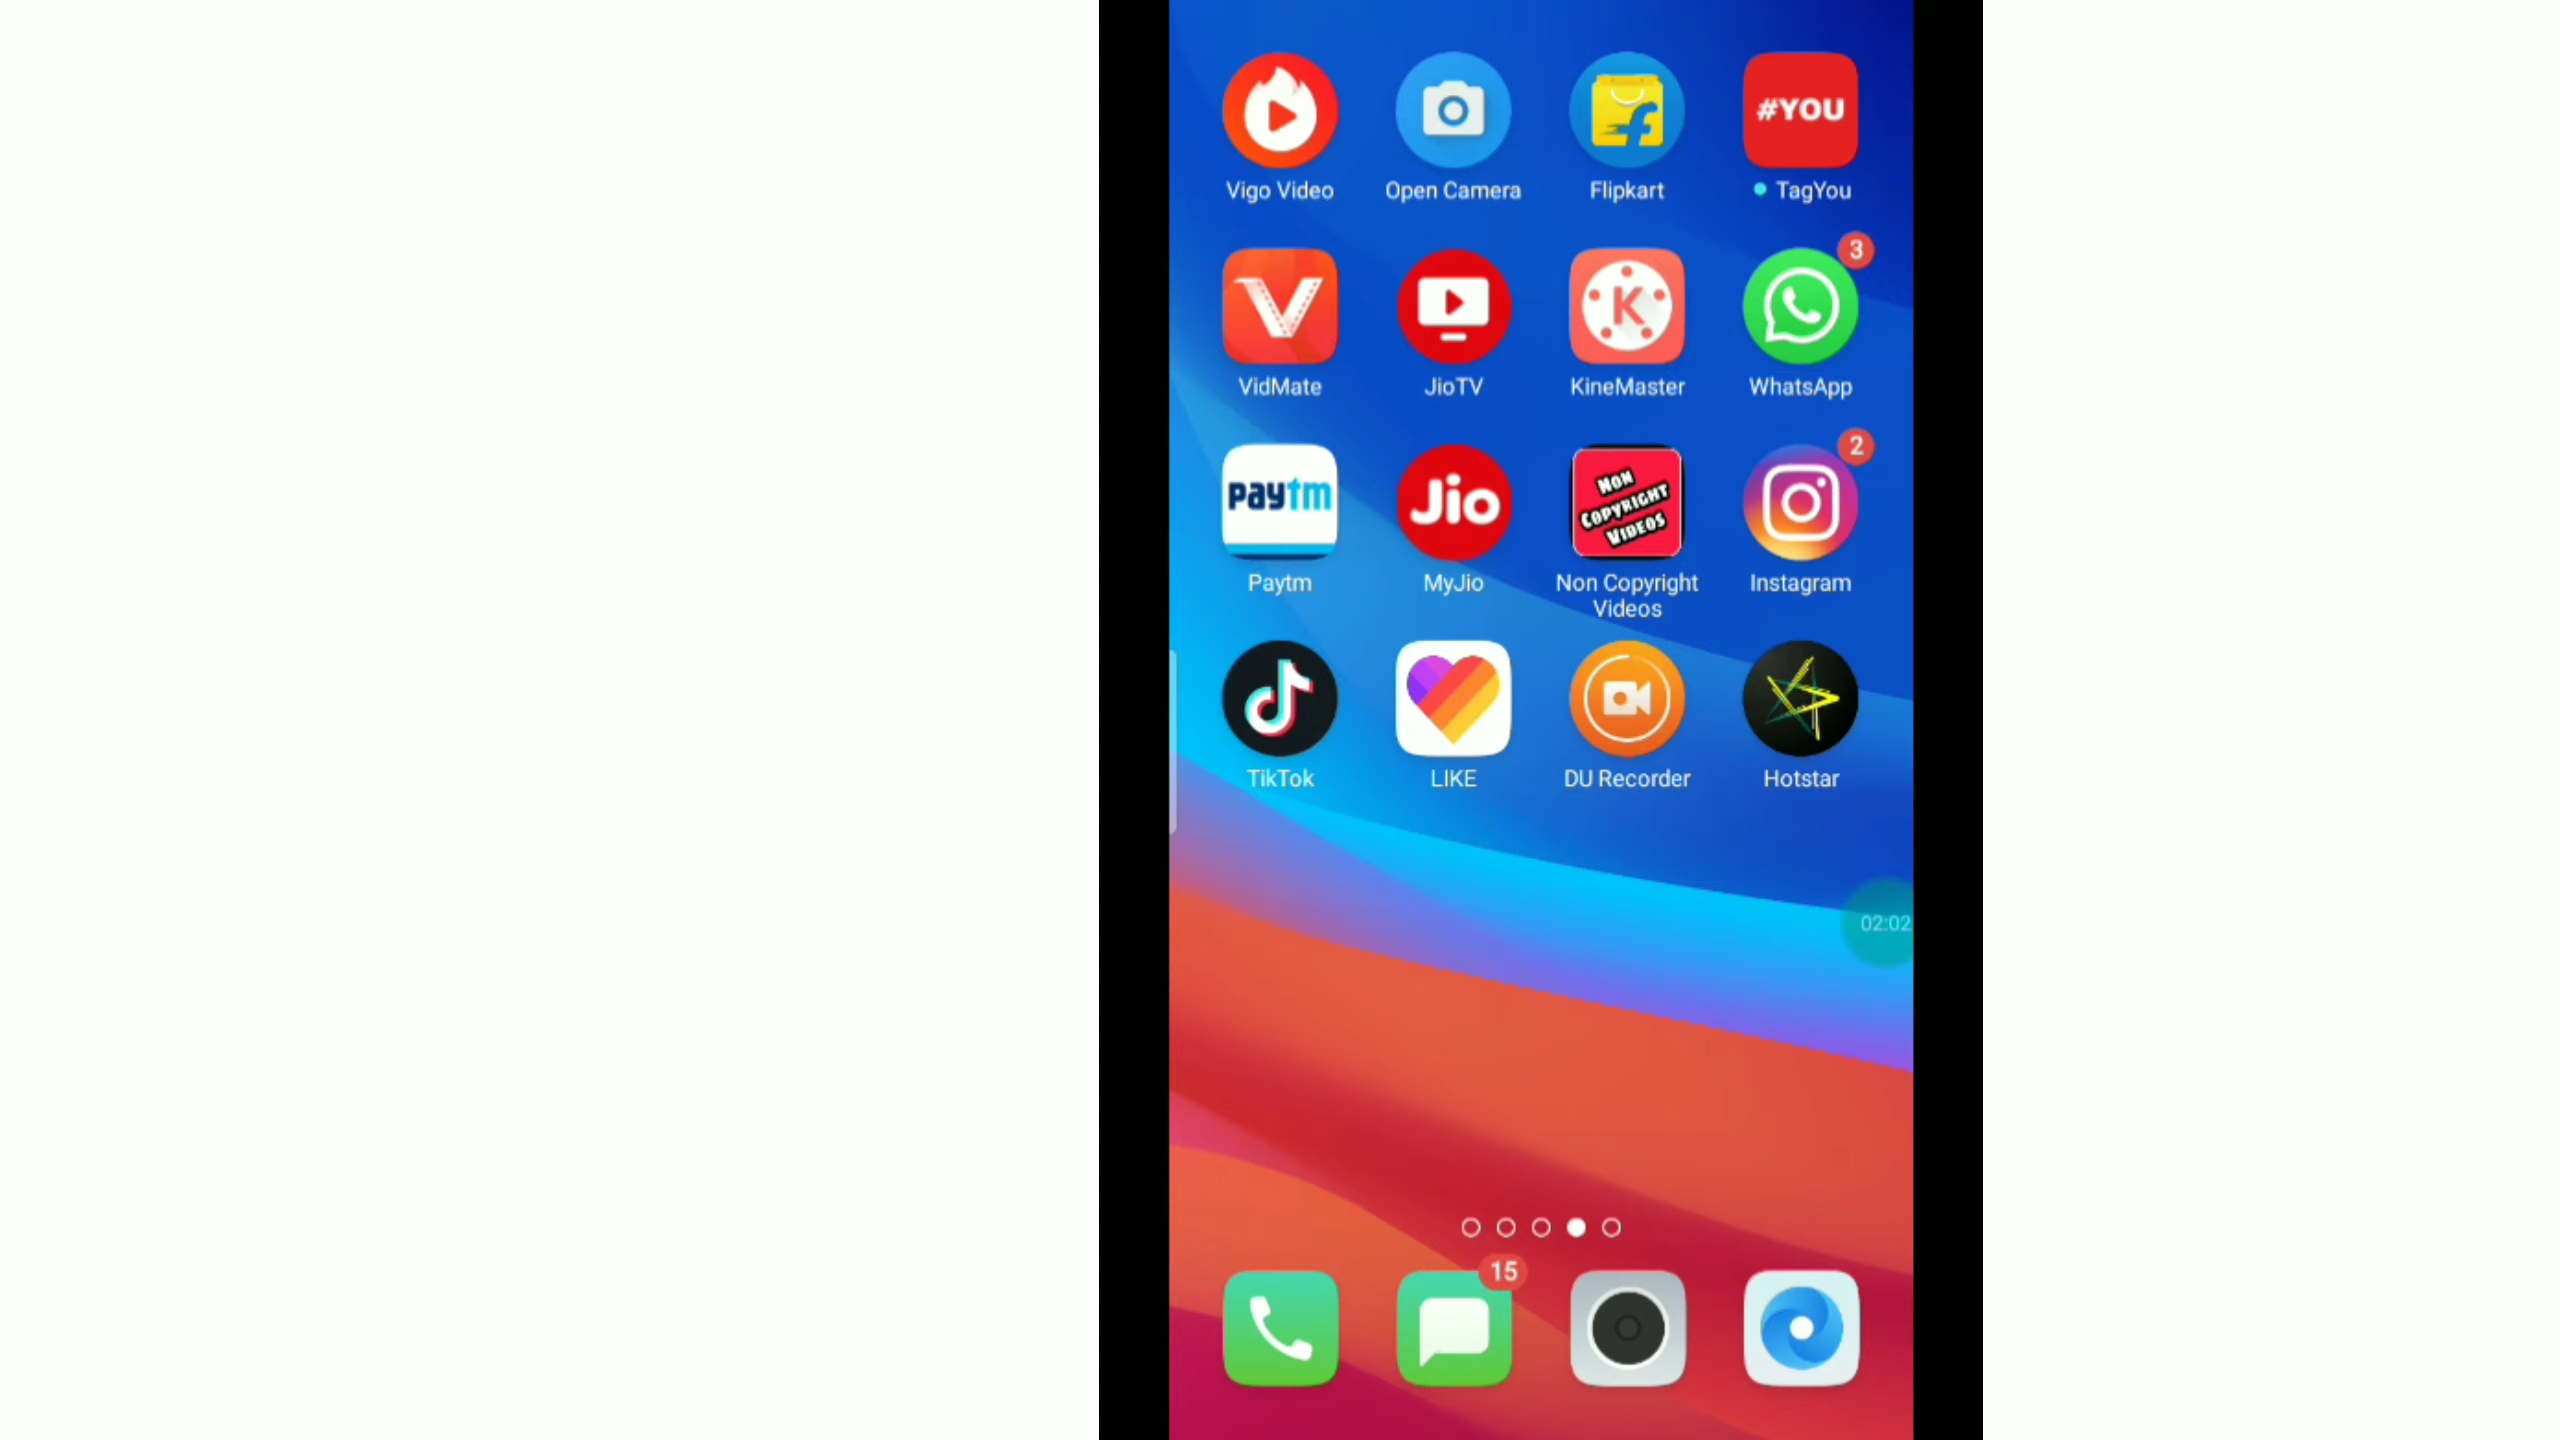 #YOU
Vigo Video
Open Camera
Flipkart
TagYou
3
K
VidMate
JioTV
KineMaster
WhatsApp
2
paytm
Jio
NON
COPYRIGHT
VIDEOS
Paytm
MyJio
Non Copyright
Videos
Instagram
TikTok
LIKE
DU Recorder
Hotstar
02:02
15